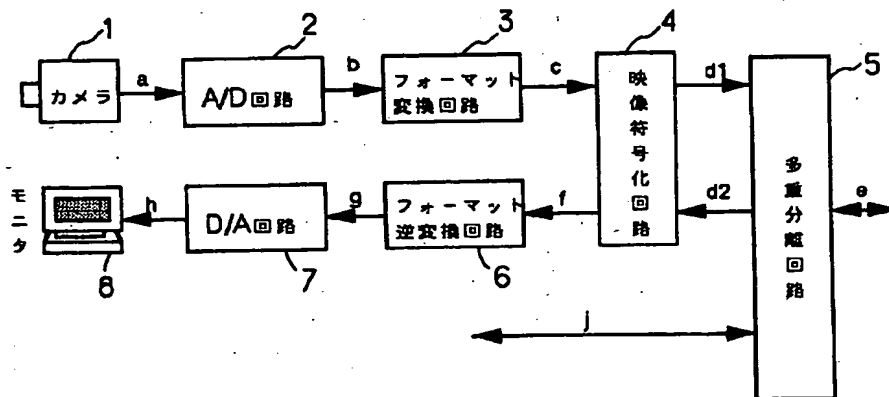 1
2
3
4
5
a
b
c
d1
カメラ
A/D回路
フォーマット
変換回路
映像符号化回路
多重分離回路
e
モニタ
h
g
f
d2
D/A回路
フォーマット
逆変換回路
8
7
6
j